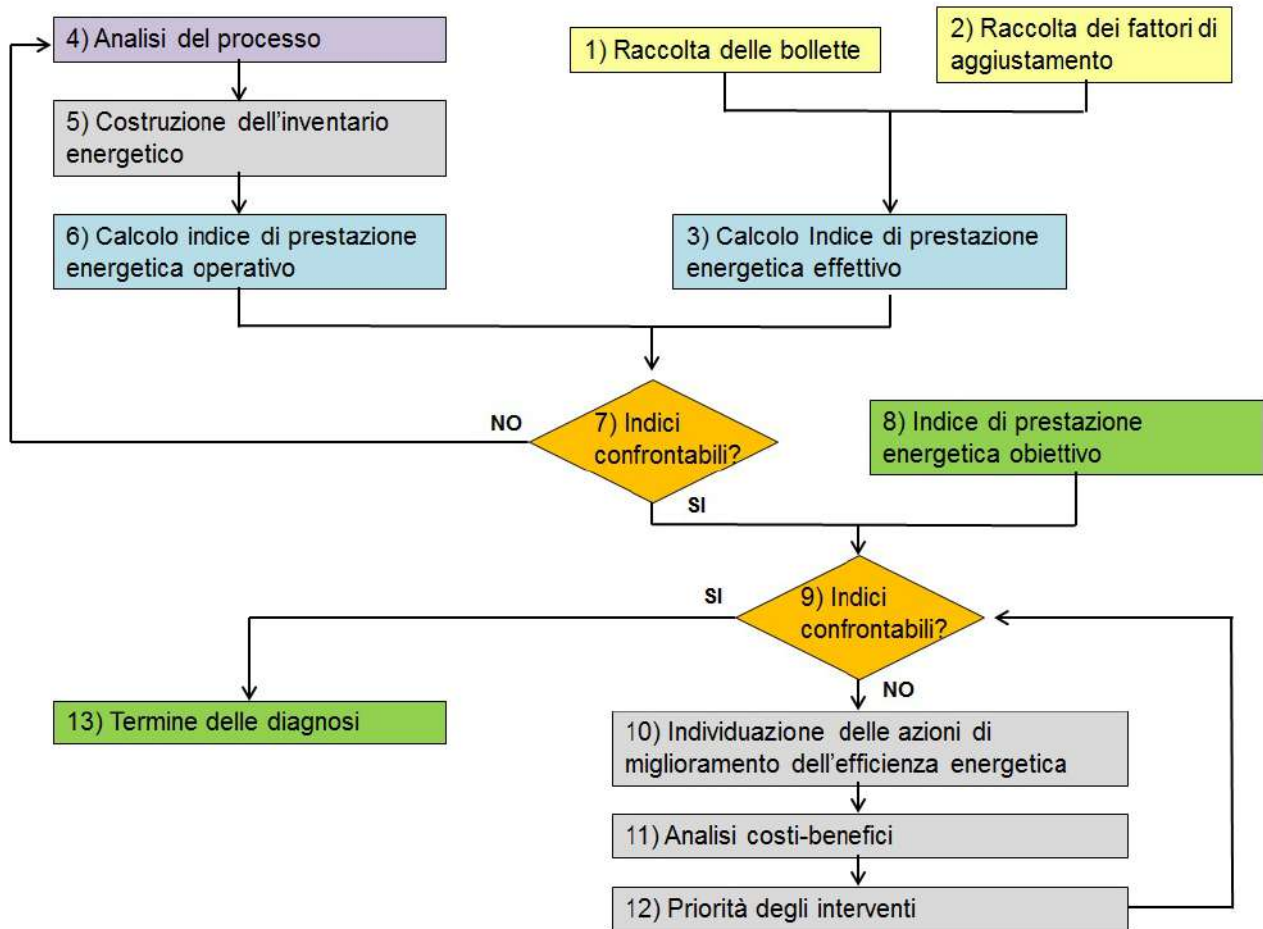 4) Analisi del processo
1) Raccolta delle bollette
2) Raccolta dei fattori di
aggiustamento
5) Costruzione dell'inventario
energetico
6) Calcolo indice di prestazione
energetica operativo
3) Calcolo Indice di prestazione
energetica effettivo
NO
7) Indici
confrontabili?
SI
8) Indice di prestazione
energetica obiettivo
SI
9) Indici
confrontabili?
NO
13) Termine delle diagnosi
10) Individuazione delle azioni di
miglioramento dell'efficienza energetica
11) Analisi costi-benefici
12) Priorità degli interventi